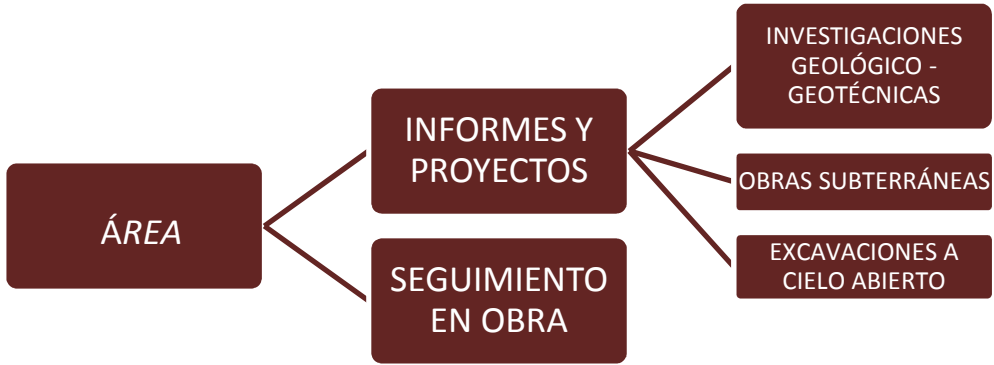 ÁREA
INFORMES Y
PROYECTOS
SEGUIMIENTO
EN OBRA
INVESTIGACIONES
GEOLÓGICO -
GEOTÉCNICAS
OBRAS SUBTERRÁNEAS
EXCAVACIONES A
CIELO ABIERTO